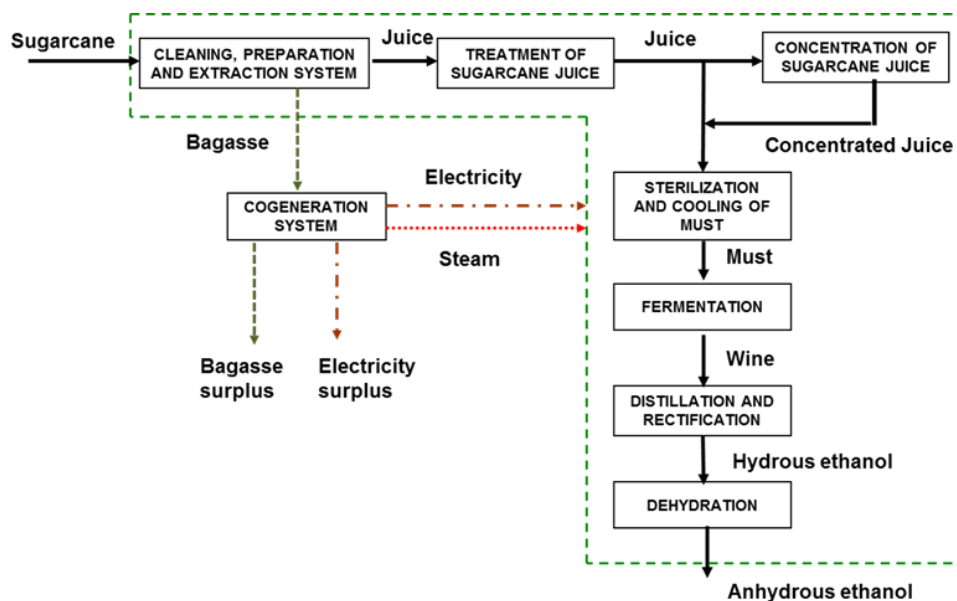 Sugarcane
CLEANING, PREPARATION
AND EXTRACTION SYSTEM
Juice
TREATMENT OF
SUGARCANE JUICE
Juice
CONCENTRATION OF
SUGARCANE JUICE
Concentrated Juice
Bagasse
COGENERATION
SYSTEM
Electricity
Steam
Bagasse
surplus
Electricity
surplus
STERILIZATION
AND COOLING OF
MUST
Must
FERMENTATION
Wine
DISTILLATION AND
RECTIFICATION
Hydrous ethanol
DEHYDRATION
Anhydrous ethanol